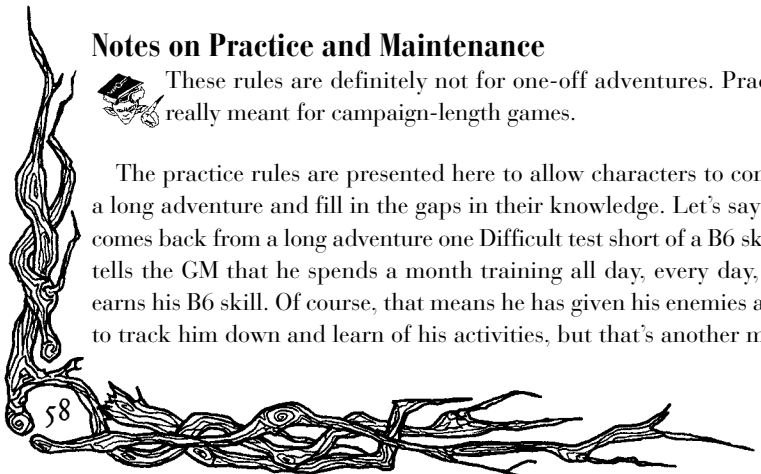 Notes on Practice and Maintenance
These rules are definitely not for one-off adventures.
really meant for campaign-length games.
The practice rules are presented here to allow characters to
a long adventure and fill in the gaps in their knowledge. Let's say
comes back from a long adventure one Difficult test short of a B6
tells the GM that he spends a month training all day, every day,
earns his B6 skill. Of course, that means he has given his enemies
to track him down and learn of his activities, but that's another
58